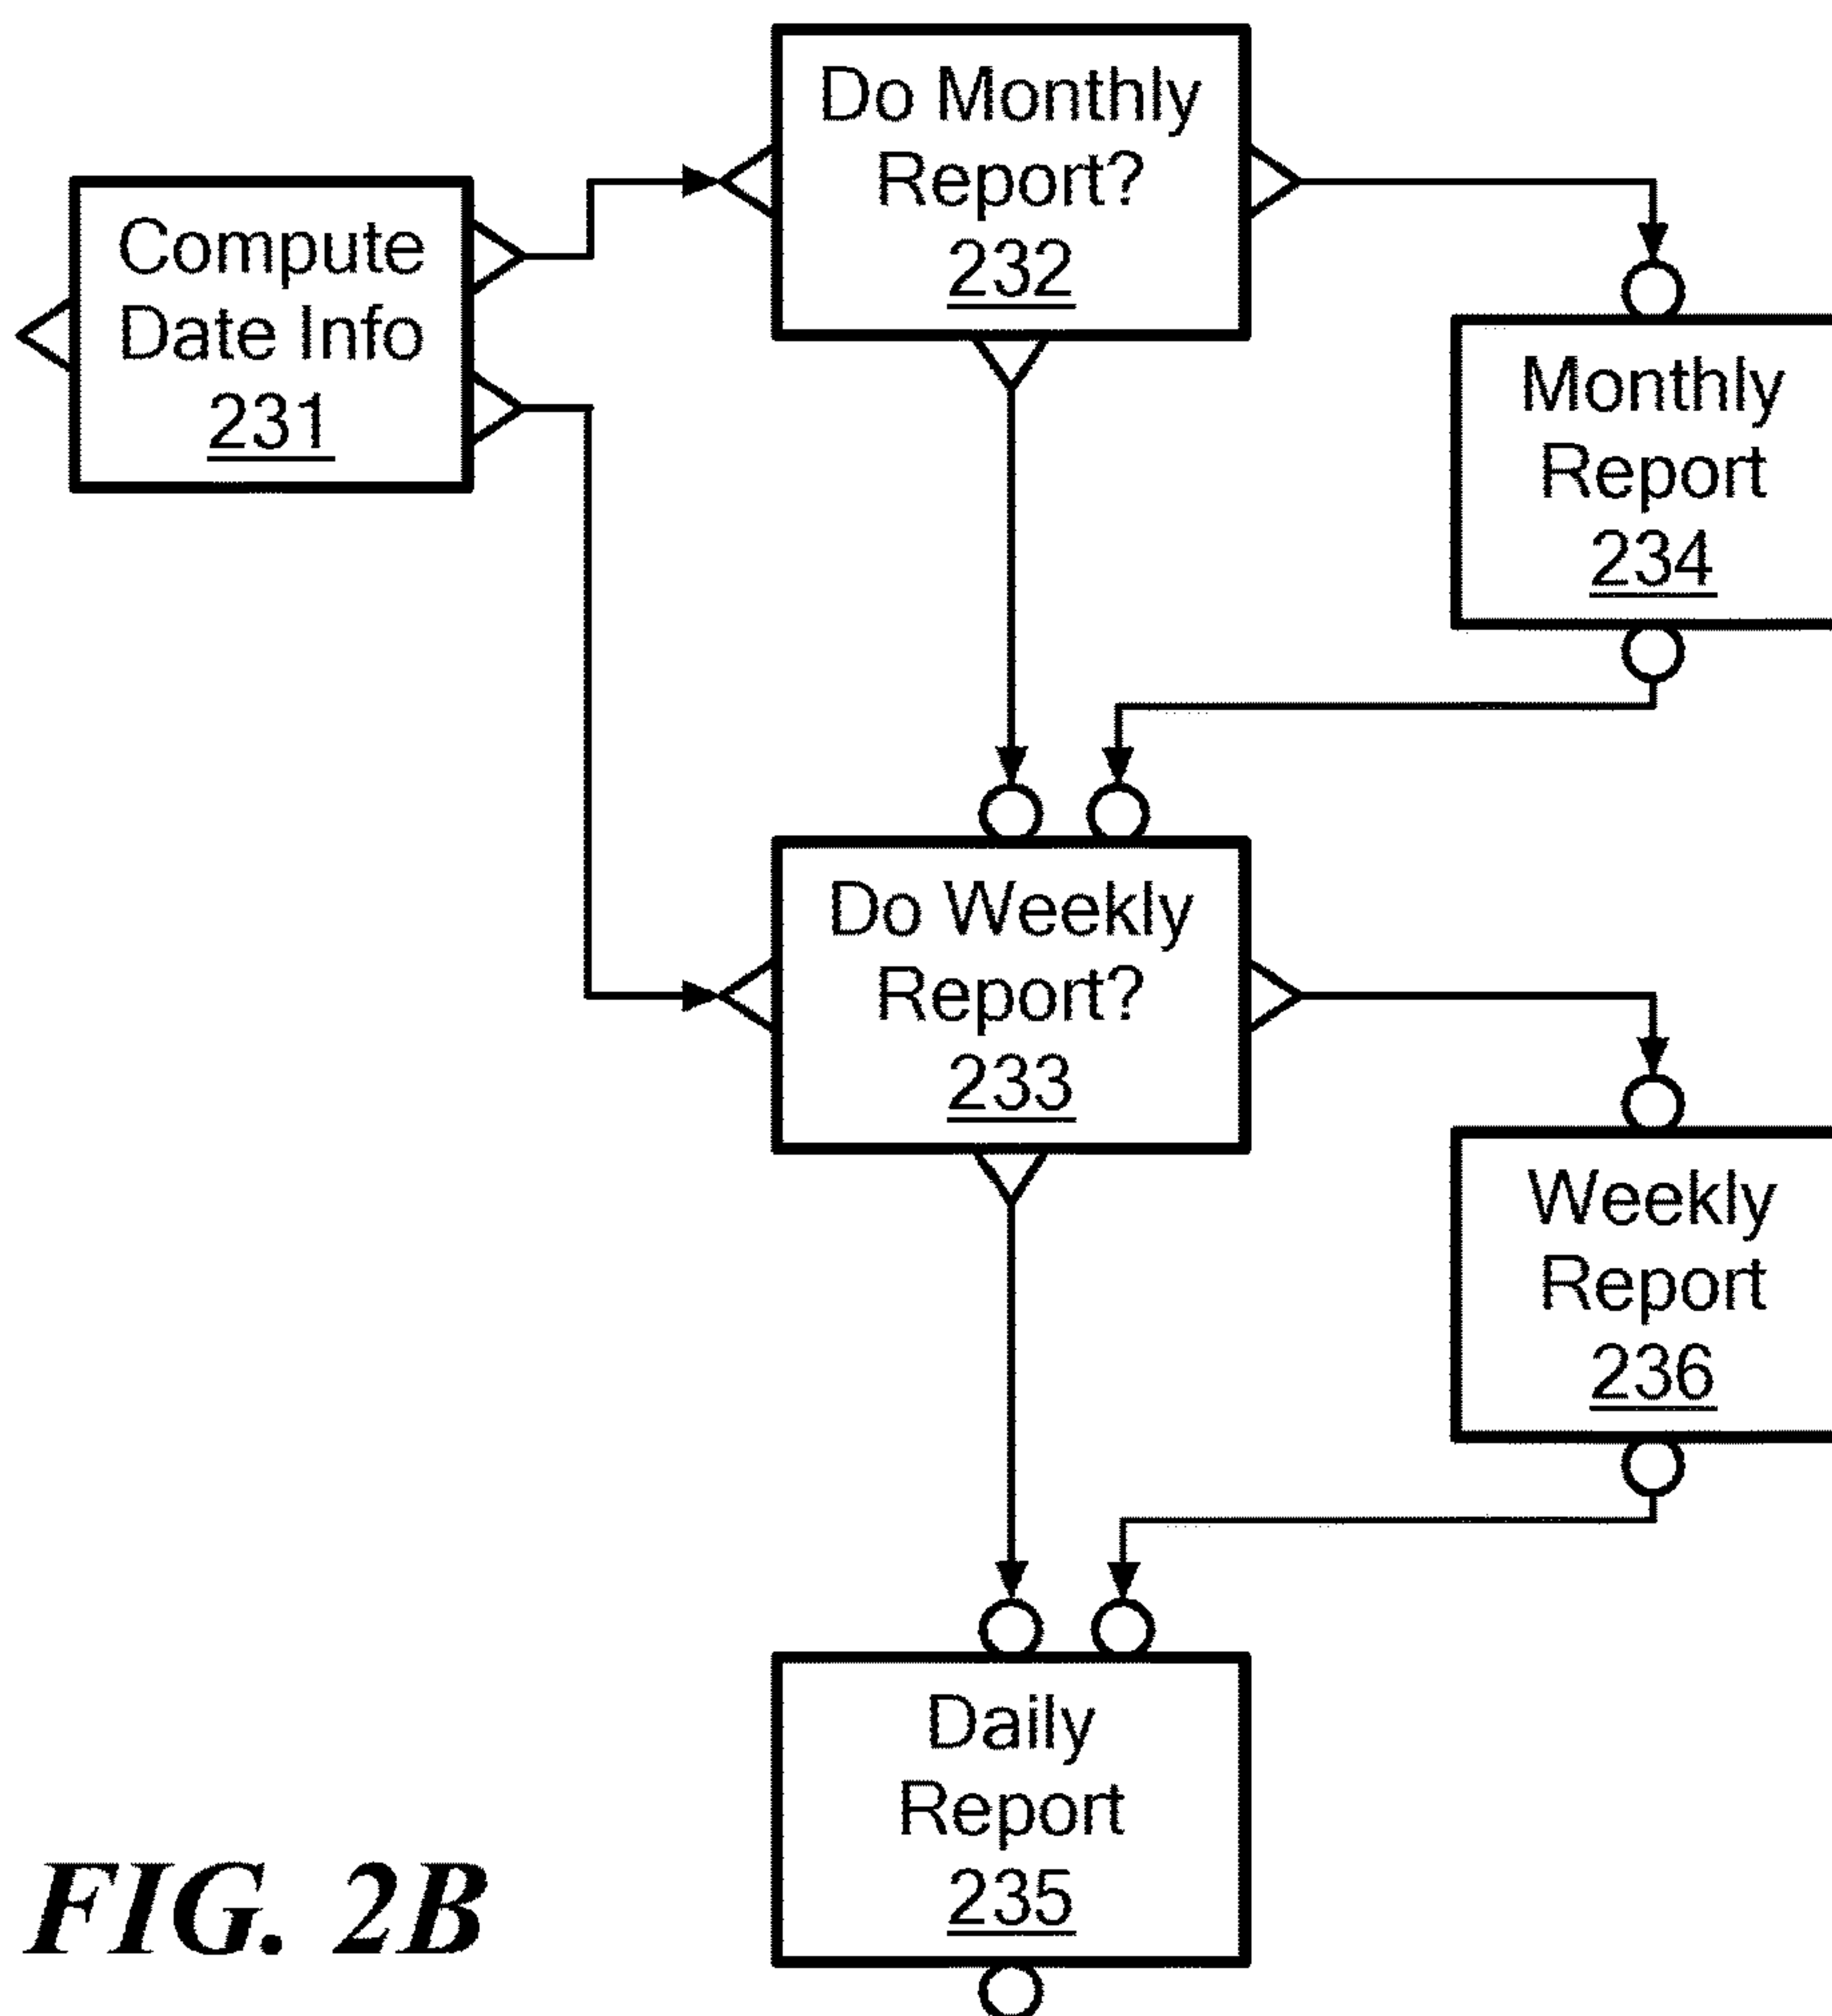 Do Monthly
Report?
232
Compute
Date Info
231
Monthly
Report
234
Do Weekly
Report?
233
Weekly
Report
236
Daily
Report
235
FIG. 2B